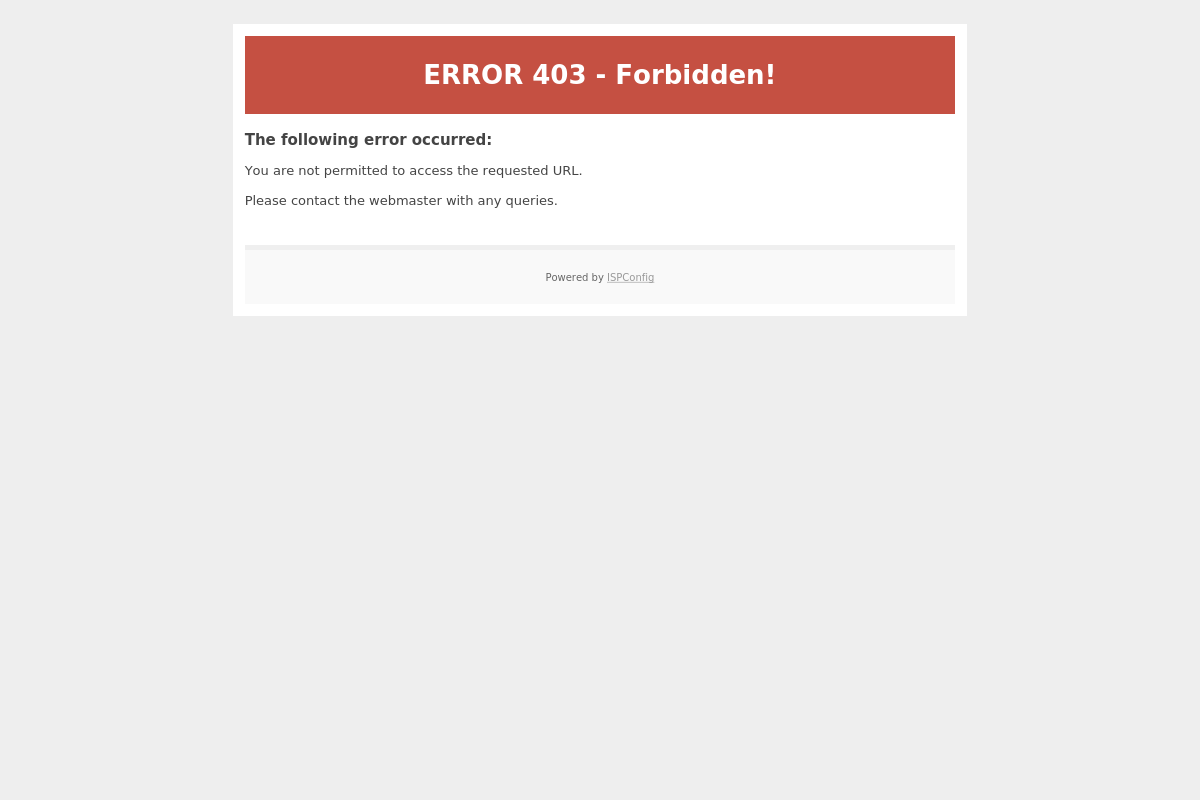 ERROR 403 - Forbidden!
The following error occurred:
You are not permitted to access the requested URL.
Please contact the webmaster with any queries.
Powered by ISPConfig